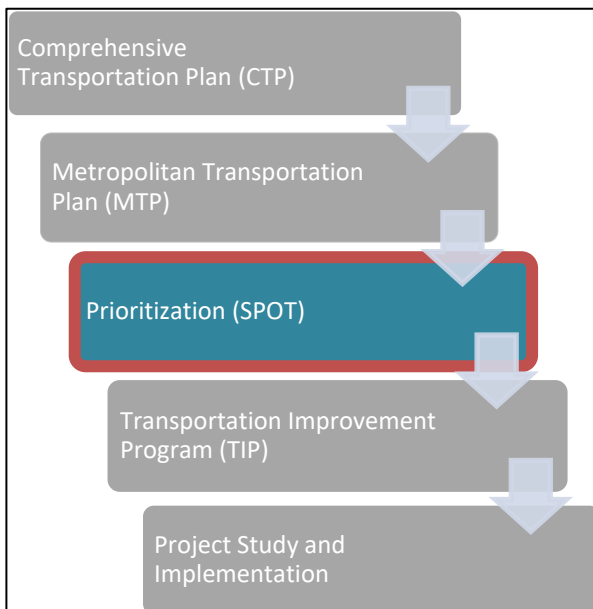 Comprehensive
Transportation Plan (CTP)
Metropolitan Transportation
Plan (MTP)
Prioritization (SPOT)
Transportation Improvement
Program (TIP)
Project Study and
Implementation